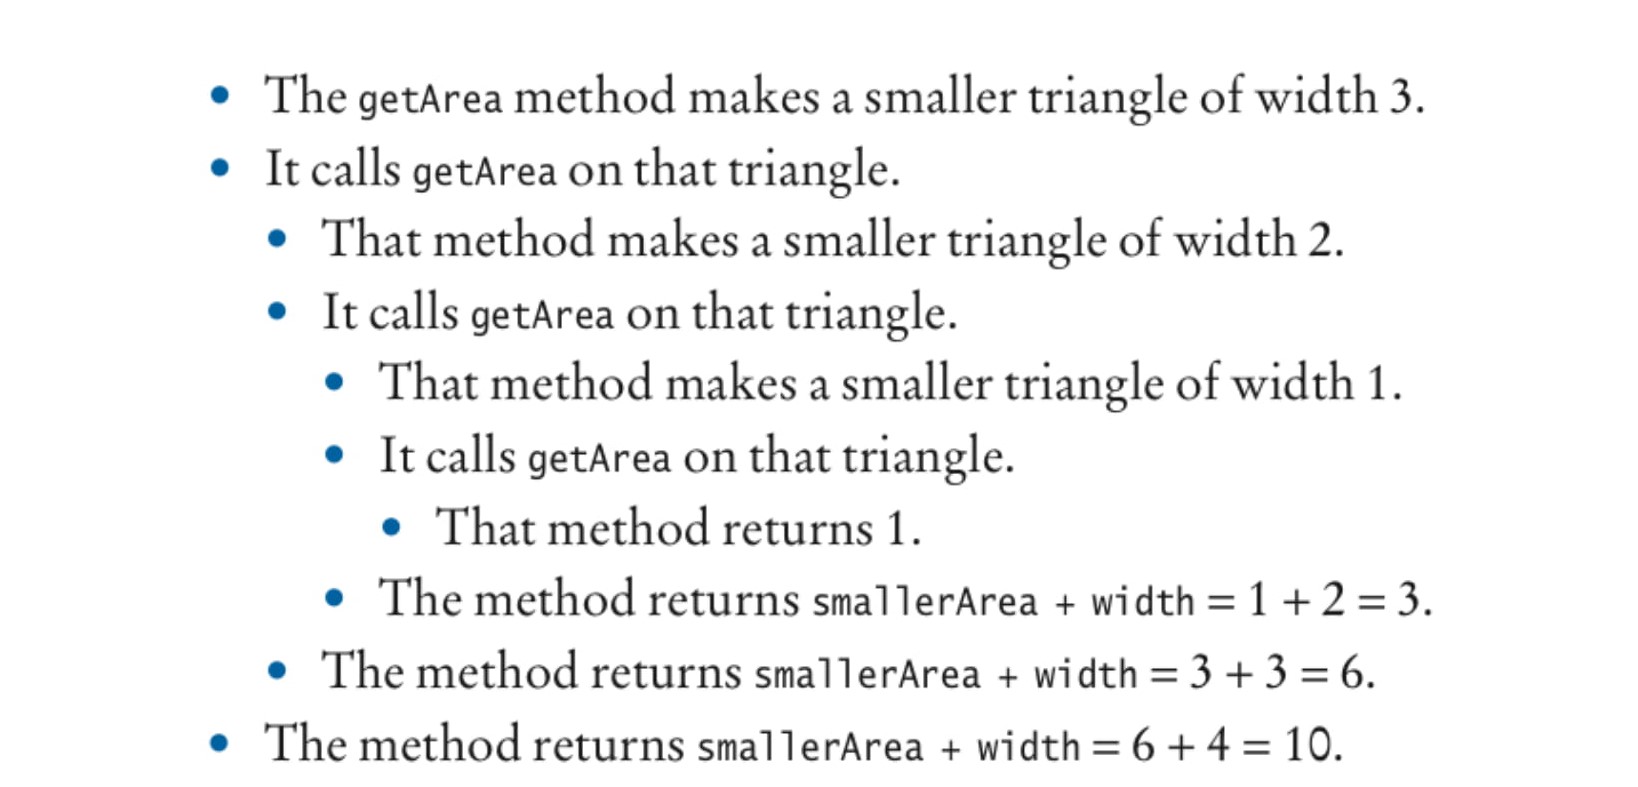 • The getArea method makes a smaller triangle of width 3.
• It calls getArea on that triangle.
• That method makes a smaller triangle of width 2.
• It calls getArea on that triangle.
• That method makes a smaller triangle of width 1.
• It calls getArea on that triangle.
• That method returns 1.
• The method returns smallerArea + width = 1 + 2 = 3.
• The method returns smallerArea + width = 3 + 3 = 6.
• The method returns smallerArea + width = 6 + 4 = 10.